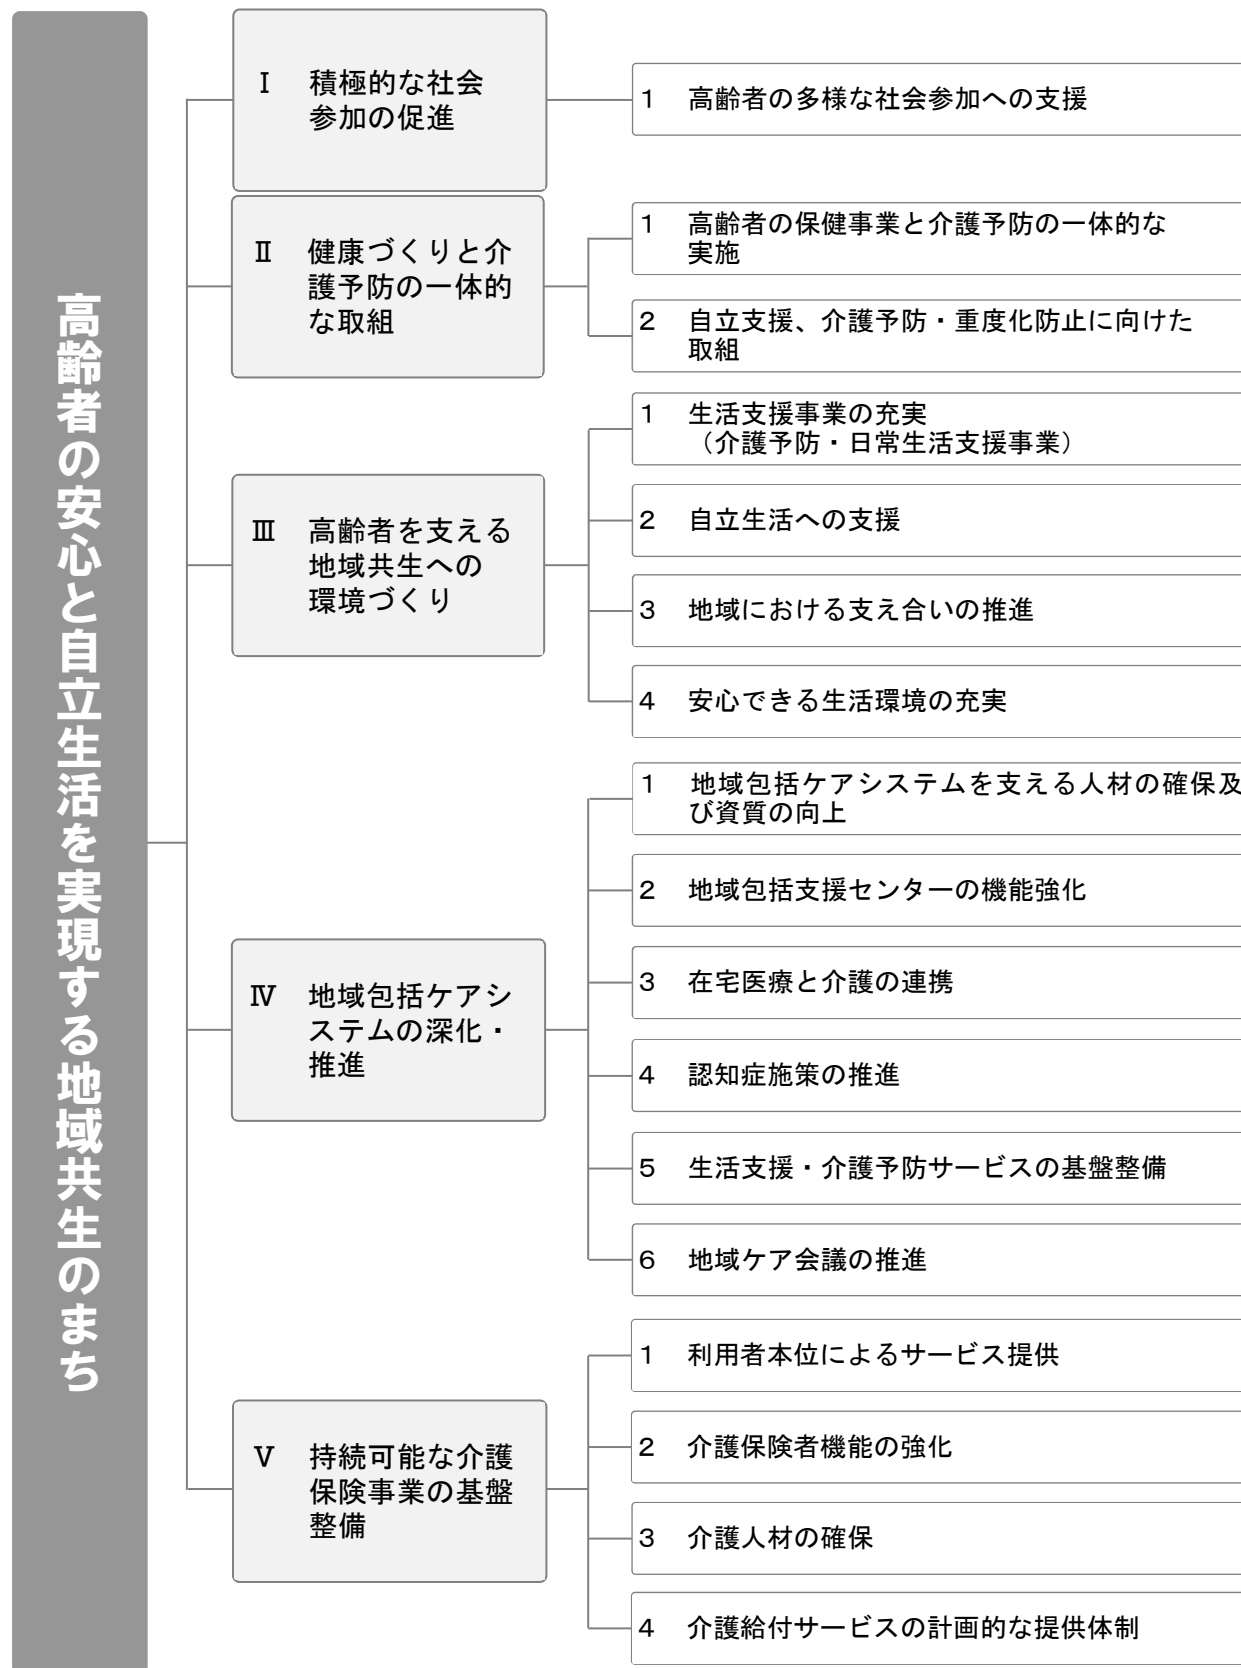 高齢者の安心と自立生活を実現する地域共生のまち
Ⅰ 積極的な社会
参加の促進
1 高齢者の多様な社会参加への支援
Ⅱ 健康づくりと介
護予防の一体的
な取組
1 高齢者の保健事業と介護予防の一体的な
実施
2 自立支援、介護予防・重度化防止に向けた
取組
Ⅲ 高齢者を支える
地域共生への
環境づくり
1 生活支援事業の充実
（介護予防・日常生活支援事業）
2 自立生活への支援
3 地域における支え合いの推進
4 安心できる生活環境の充実
Ⅳ 地域包括ケアシ
ステムの深化・
推進
1 地域包括ケアシステムを支える人材の確保及
び資質の向上
2 地域包括支援センターの機能強化
3 在宅医療と介護の連携
4 認知症施策の推進
5 生活支援・介護予防サービスの基盤整備
6 地域ケア会議の推進
Ⅴ 持続可能な介護
保険事業の基盤
整備
1 利用者本位によるサービス提供
2 介護保険者機能の強化
3 介護人材の確保
4 介護給付サービスの計画的な提供体制